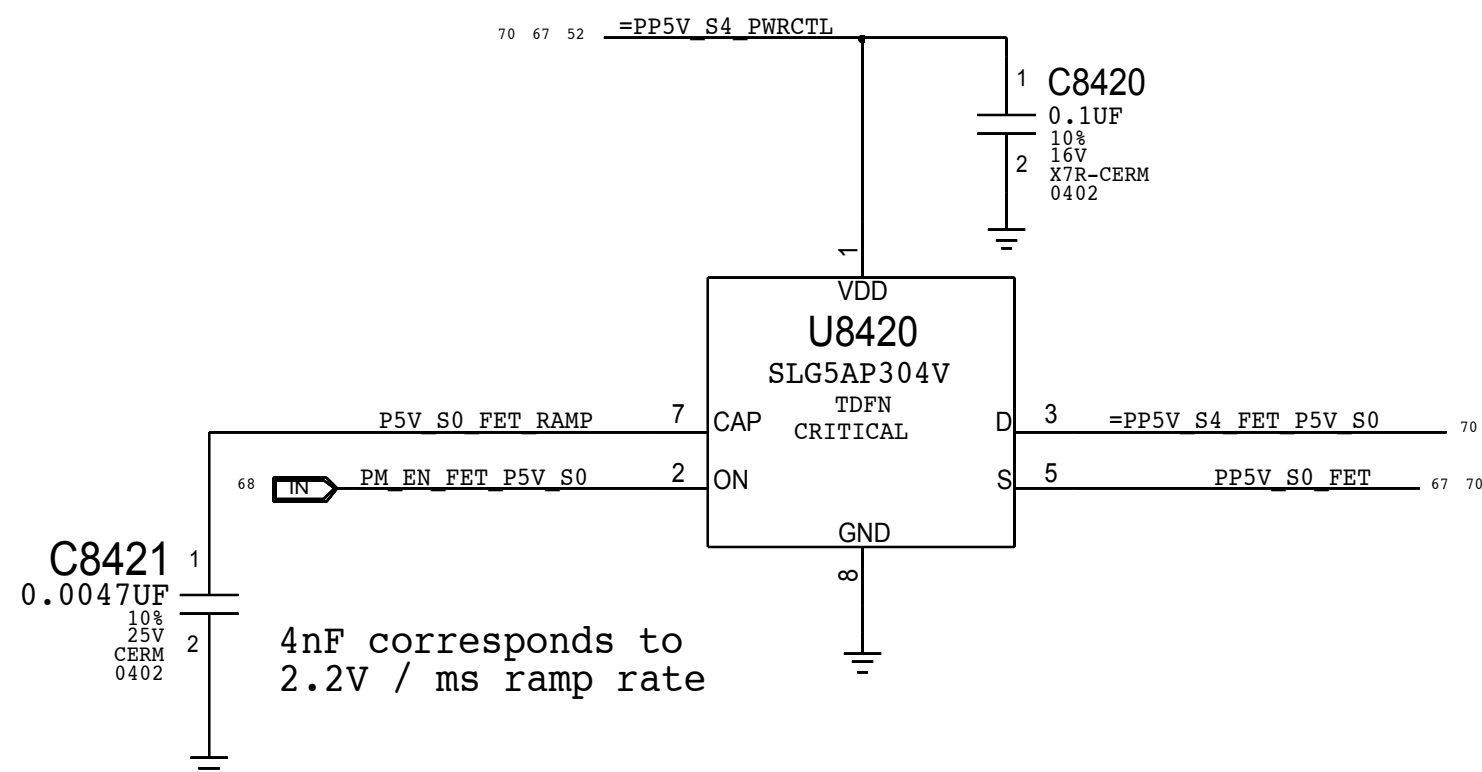 70 67 52 =PP5V_S4_PWRCTL
1 C8420
0.1UF
10%
16V
2 X7R-CERM
0402
1
VDD
U8420
SLG5AP304V
TDFN
CRITICAL
P5V_S0_FET_RAMP 7 CAP
D 3 =PP5V_S4_FET_P5V_S0 70
68 IN PM_EN_FET_P5V_S0 2 ON
S 5 PP5V_S0_FET 67 70
GND
8
C8421 1
0.0047UF
10%
25V
2
CERM
0402
4nF corresponds to
2.2V / ms ramp rate